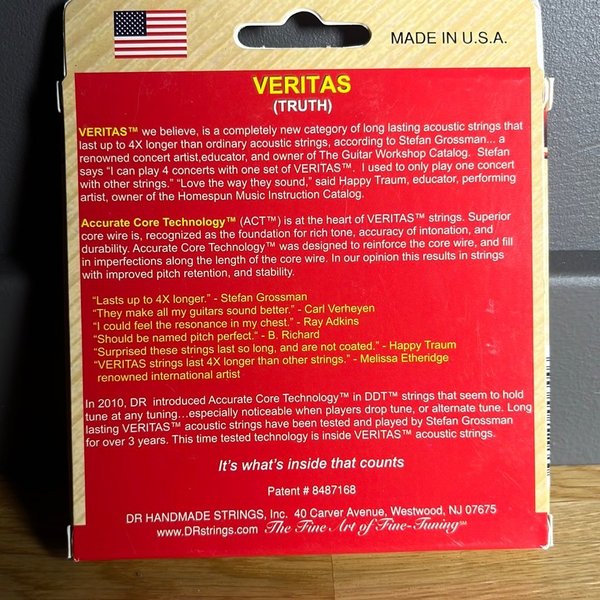 MADE IN U.S.A.
VERITAS
(TRUTH)
VERITAS™ we believe, is a completely new category of long lasting acoustic strings that
last up to 4X longer than ordinary acoustic strings, according to Stefan Grossman... a
renowned concert artist,educator, and owner of The Guitar Workshop Catalog. Stefan
says "I can play 4 concerts with one set of VERITAS™. I used to only play one concert
with other strings." "Love the way they sound," said Happy Traum, educator, performing
artist, owner of the Homespun Music Instruction Catalog.
Accurate Core Technology™ (ACT™) is at the heart of VERITAS™ strings. Superior
core wire is, recognized as the foundation for rich tone, accuracy of intonation, and
durability. Accurate Core Technology™ was designed to reinforce the core wire, and fill
in imperfections along the length of the core wire. In our opinion this results in strings
with improved pitch retention, and stability.
"Lasts up to 4X longer." - Stefan Grossman
"They make all my guitars sound better." - Carl Verheyen
"I could feel the resonance in my chest." - Ray Adkins
"Should be named pitch perfect." - B. Richard
"Surprised these strings last so long, and are not coated." - Happy Traum
"VERITAS strings last 4X longer than other strings." - Melissa Etheridge
renowned international artist
In 2010, DR introduced Accurate Core Technology™ in DDT™ strings that seem to hold
tune at any tuning...especially noticeable when players drop tune, or alternate tune. Long
lasting VERITAS™ acoustic strings have been tested and played by Stefan Grossman
for over 3 years. This time tested technology is inside VERITAS™ acoustic strings.
It's what's inside that counts
Patent # 8487168
DR HANDMADE STRINGS, Inc. 40 Carver Avenue, Westwood, NJ 07675
www.DRstrings.com The Fine Art of Fine-Tuning℠